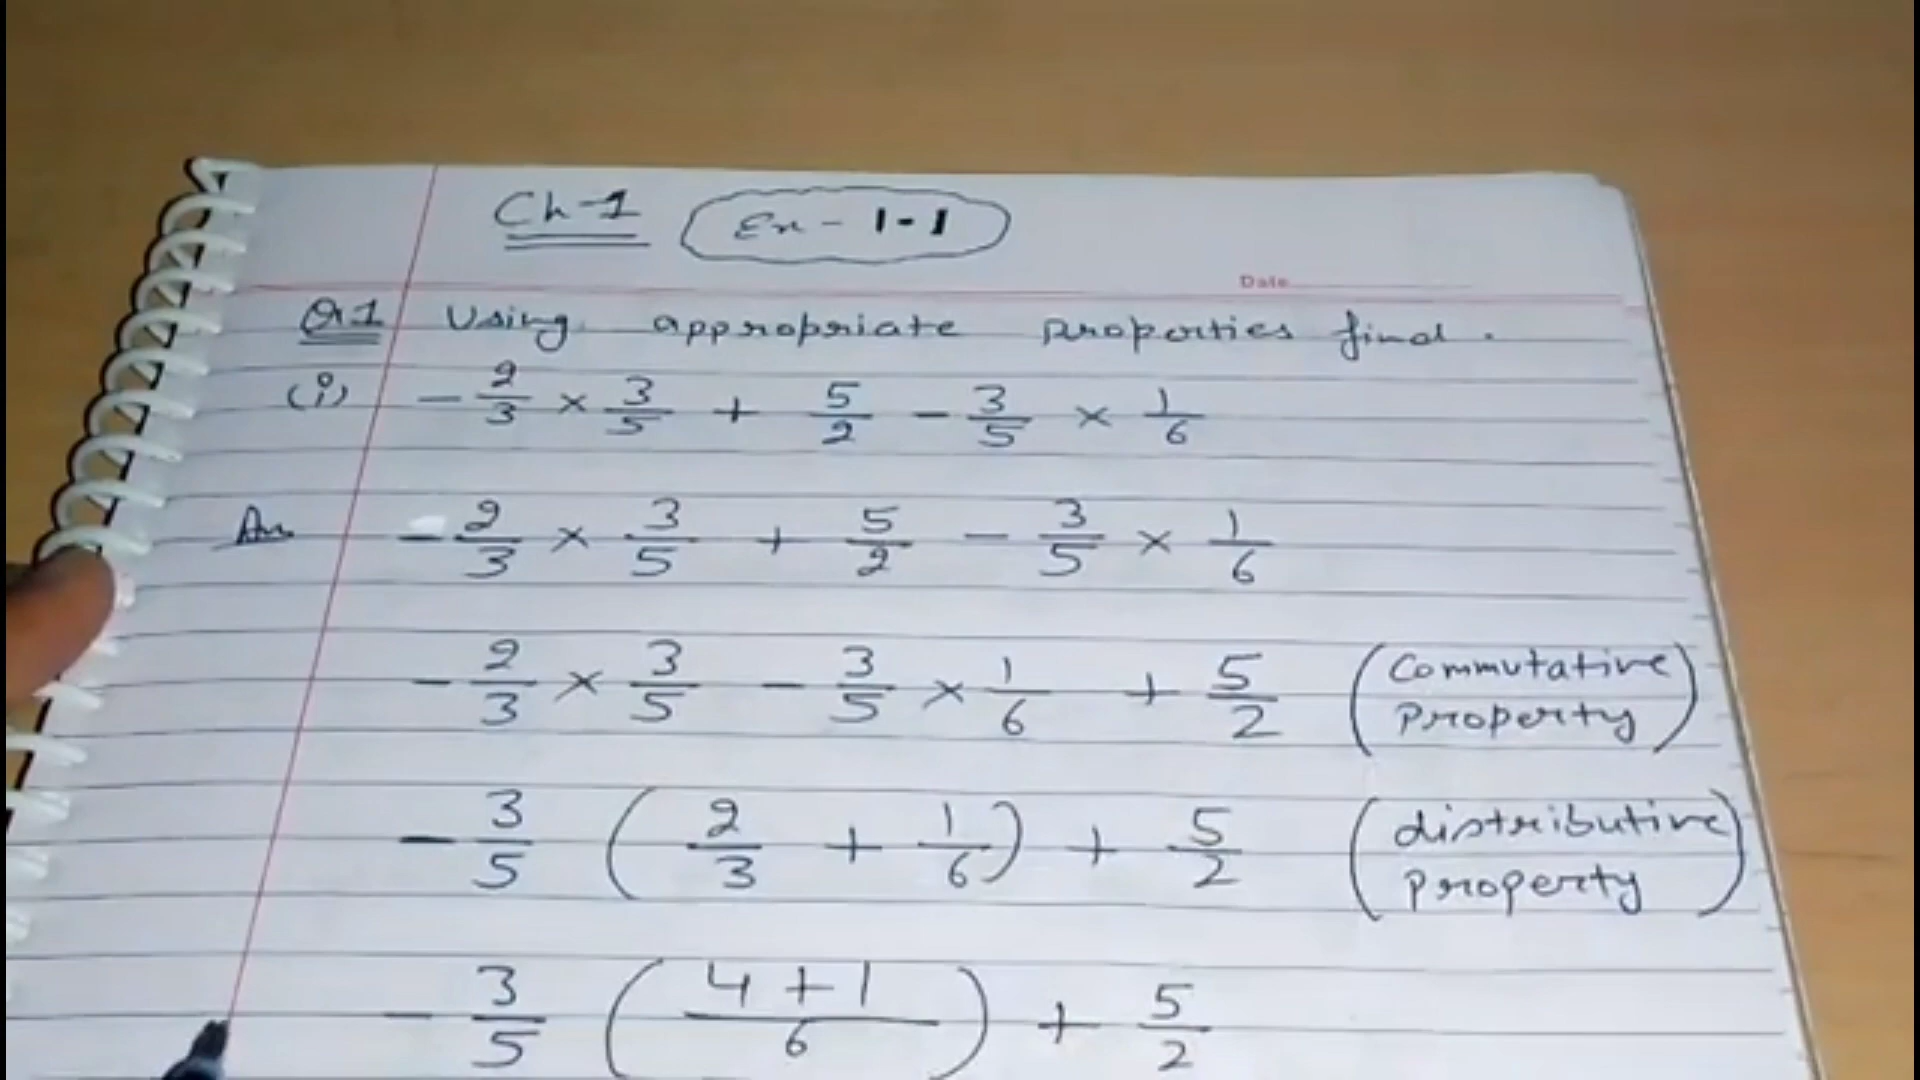 Ch-1 Ex - 1.1
Date
Q1 Using appropriate properties find.
(i) - 2/3 × 3/5 + 5/2 - 3/5 × 1/6
An - 2/3 × 3/5 + 5/2 - 3/5 × 1/6
- 2/3 × 3/5 - 3/5 × 1/6 + 5/2 (Commutative Property)
- 3/5 (2/3 + 1/6) + 5/2 (distributive Property)
- 3/5 (4+1/6) + 5/2